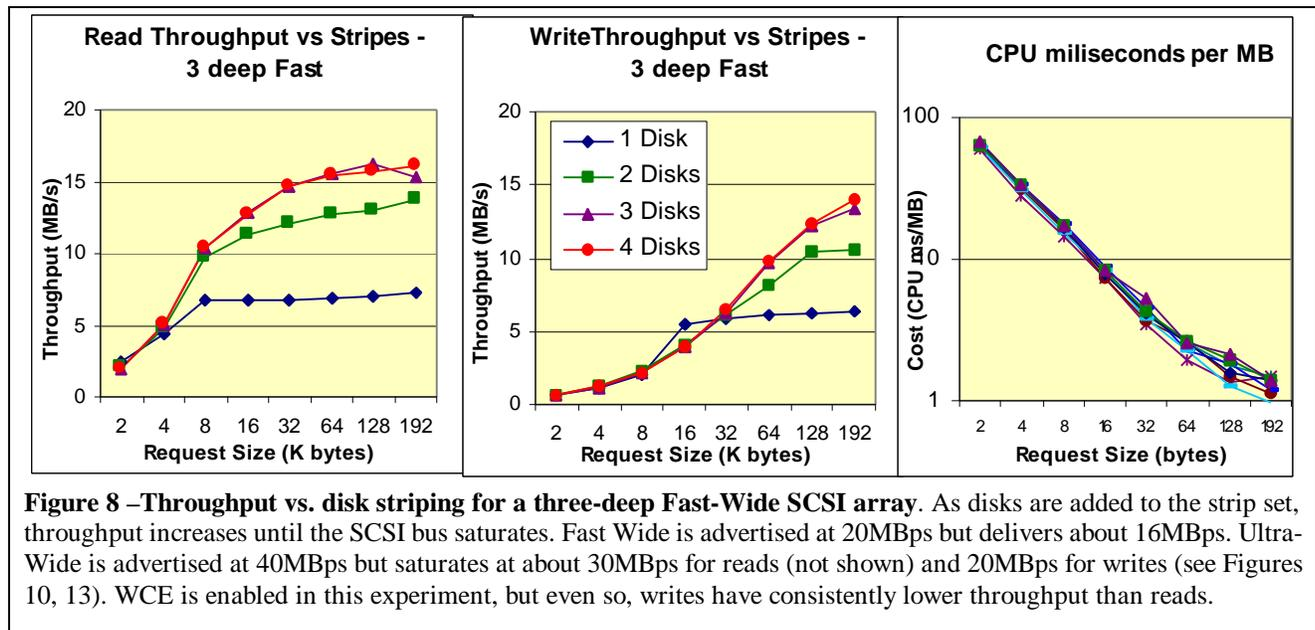 Read Throughput vs Stripes -
3 deep Fast
20
15
10
5
0
Throughput (MB/s)
2 4 8 16 32 64 128 192
Request Size (K bytes)
WriteThroughput vs Stripes -
3 deep Fast
20
15
10
5
0
Throughput (MB/s)
1 Disk
2 Disks
3 Disks
4 Disks
2 4 8 16 32 64 128 192
Request Size (K bytes)
CPU miliseconds per MB
100
10
1
Cost (CPU ms/MB)
2 4 8 16 32 64 128 192
Request Size (bytes)
Figure 8 –Throughput vs. disk striping for a three-deep Fast-Wide SCSI array. As disks are added to the strip set,
throughput increases until the SCSI bus saturates. Fast Wide is advertised at 20MBps but delivers about 16MBps. Ultra-
Wide is advertised at 40MBps but saturates at about 30MBps for reads (not shown) and 20MBps for writes (see Figures
10, 13). WCE is enabled in this experiment, but even so, writes have consistently lower throughput than reads.